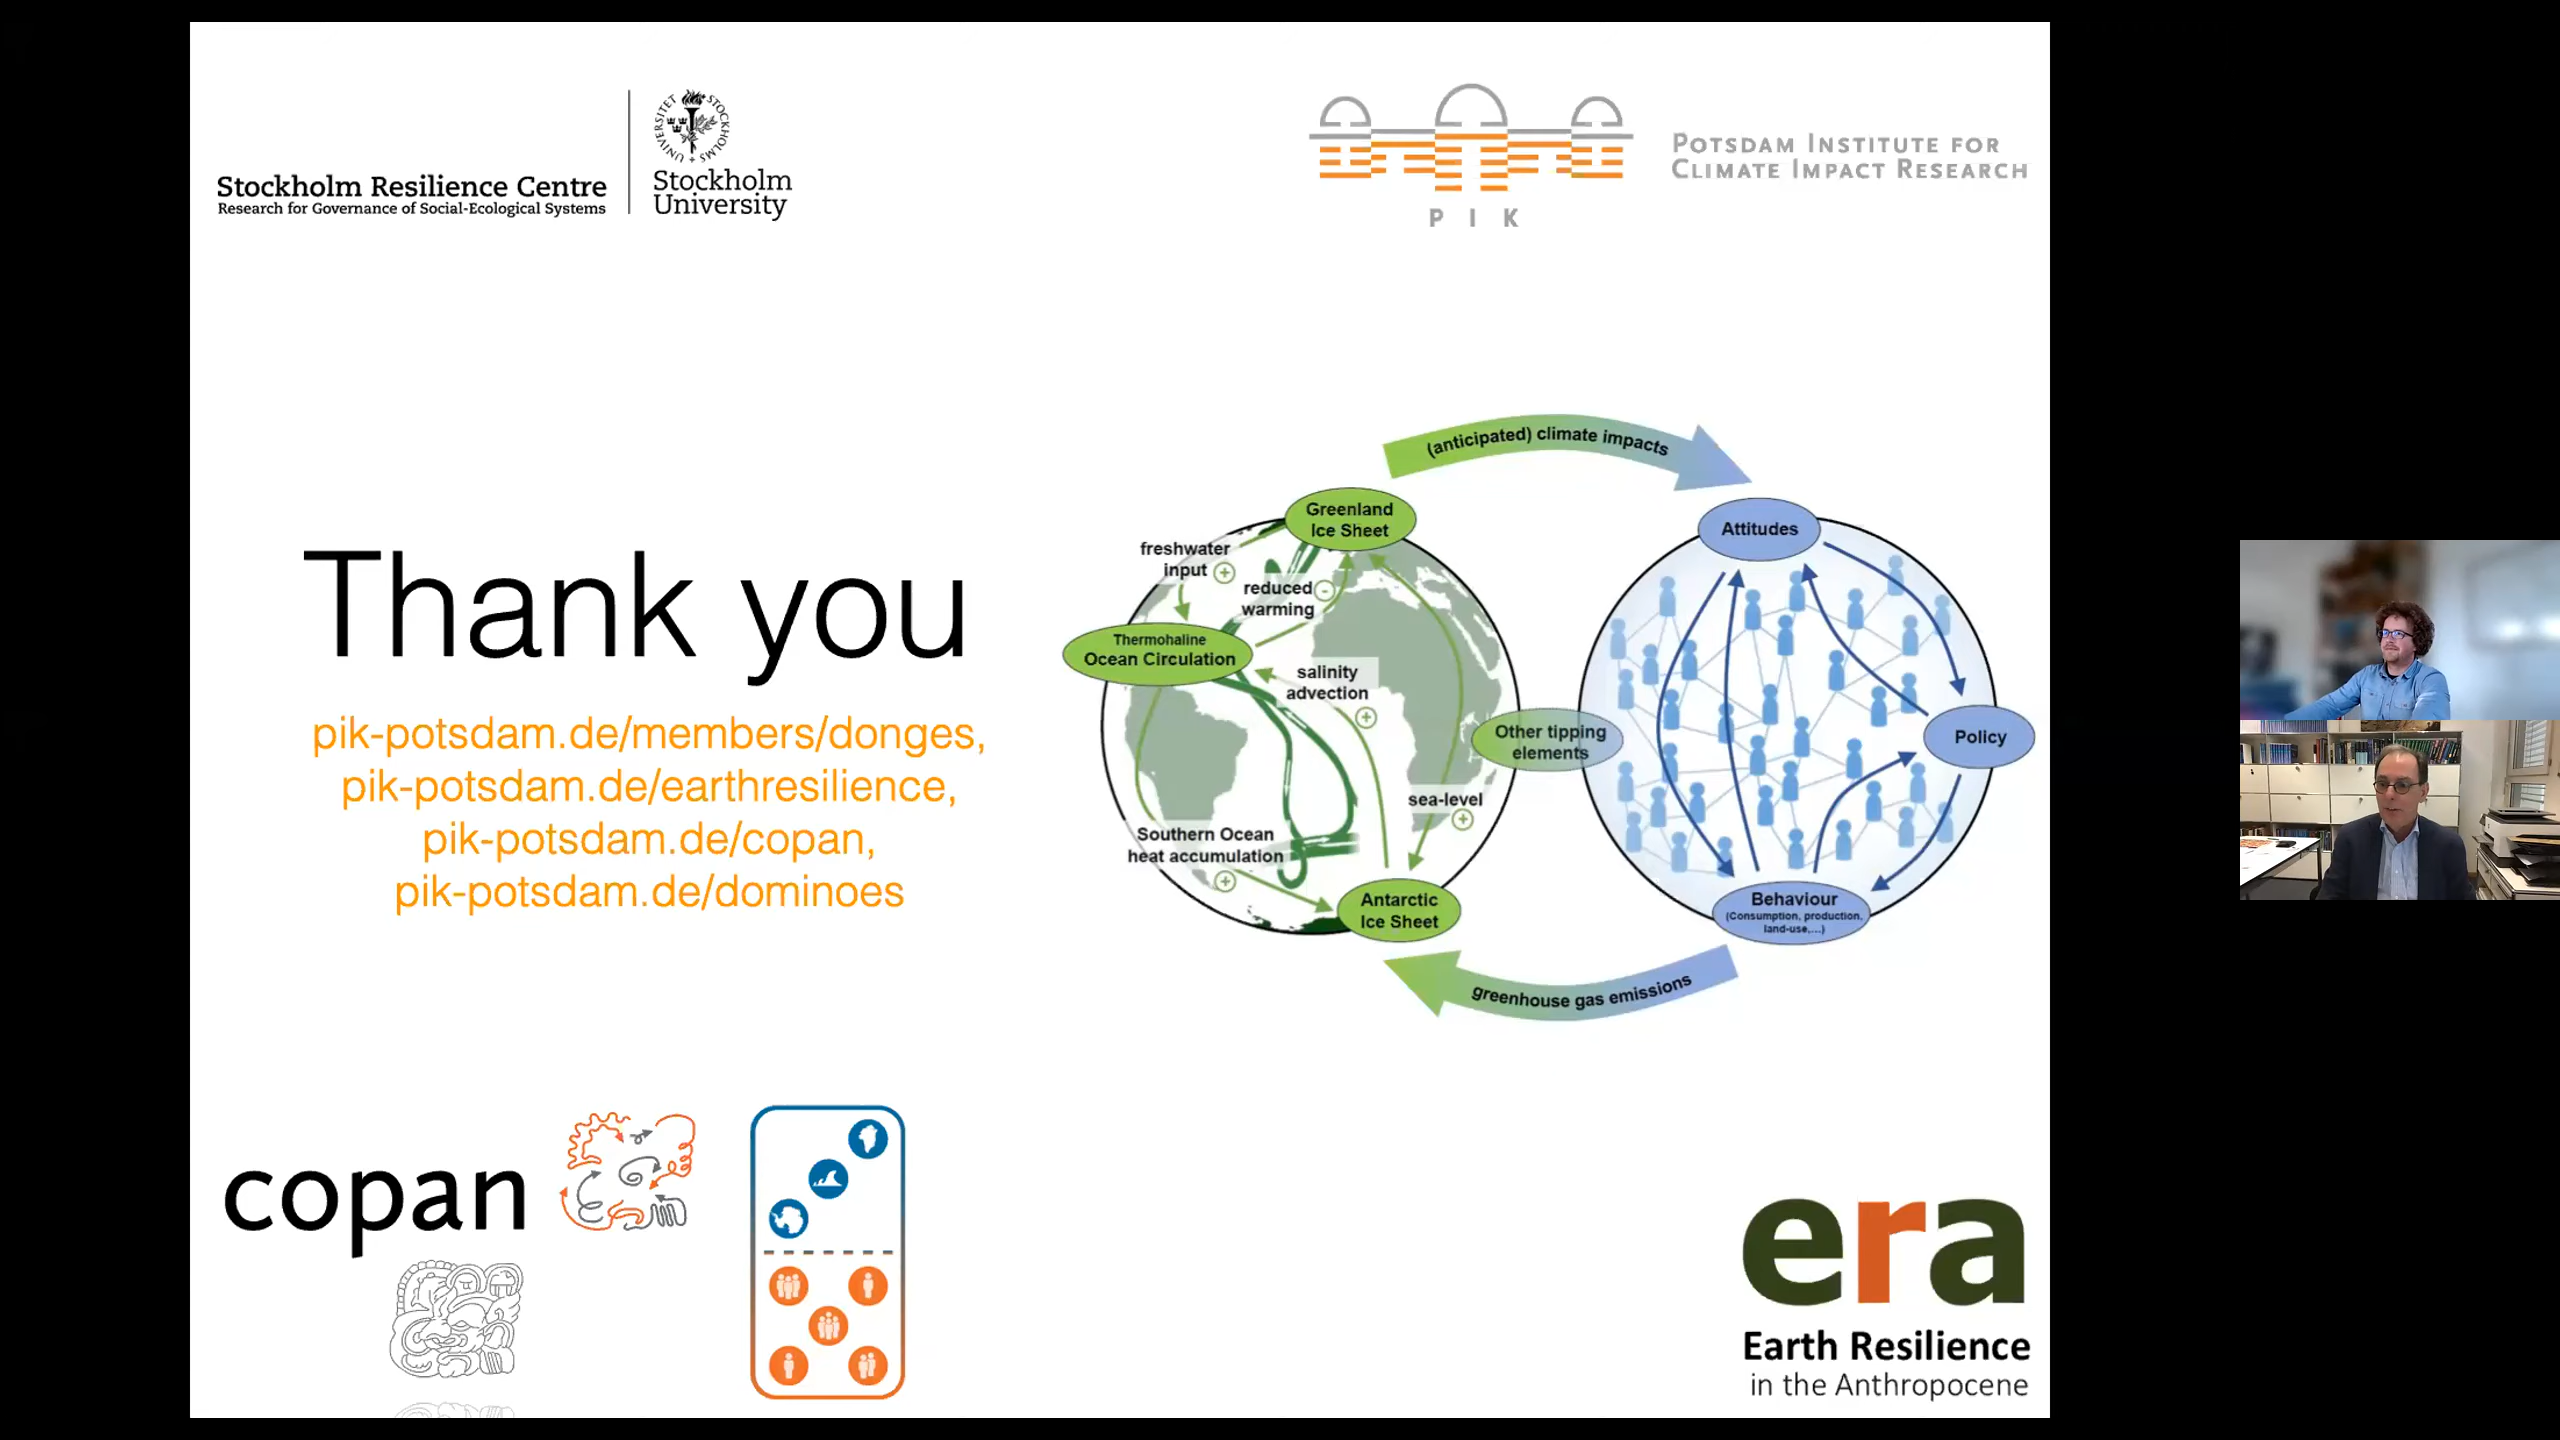 Stockholm Resilience Centre
Research for Governance of Social-Ecological Systems
STOCKHOLMS UNIVERSITET
Stockholm
University
POTSDAM INSTITUTE FOR
CLIMATE IMPACT RESEARCH
P I K
Thank you
pik-potsdam.de/members/donges,
pik-potsdam.de/earthresilience,
pik-potsdam.de/copan,
pik-potsdam.de/dominoes
(anticipated) climate impacts
Greenland
Ice Sheet
freshwater
input +
reduced -
warming
Thermohaline
Ocean Circulation
salinity
advection
+
Other tipping
elements
sea-level
+
Southern Ocean
heat accumulation
+
Antarctic
Ice Sheet
Attitudes
Policy
Behaviour
(Consumption, production,
land-use,...)
greenhouse gas emissions
copan
era
Earth Resilience
in the Anthropocene